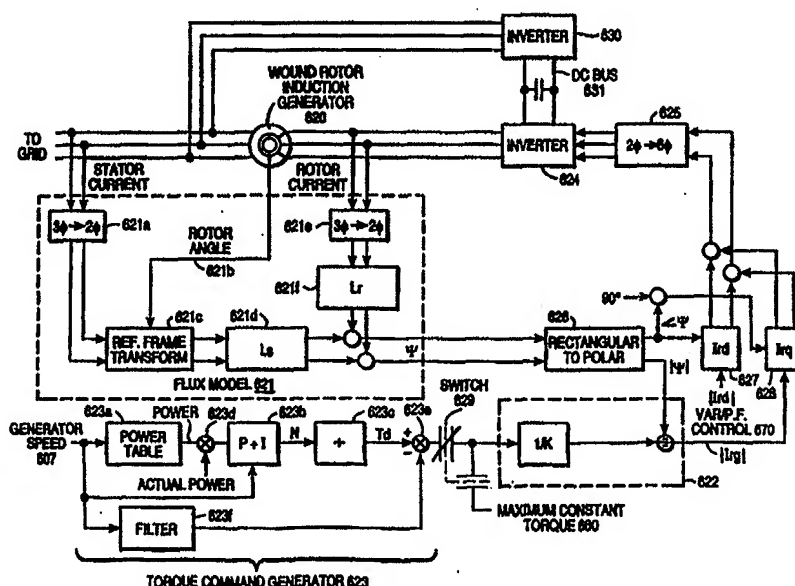 INVERTER
630
DC BUS
631
WOUND ROTOR
INDUCTION
GENERATOR
620
625
TO
GRID
INVERTER
624
2ϕ→6ϕ
STATOR
CURRENT
ROTOR
CURRENT
3ϕ→2ϕ
621a
621e
3ϕ→2ϕ
ROTOR
ANGLE
621b
621f
Lr
90°
621c
621d
∠Ψ
REF. FRAME
TRANSFORM
Ls
Ψ
626
RECTANGULAR
TO POLAR
Ird
627
Irq
628
FLUX MODEL 621
|Ψ|
SWITCH
629
|Ird|
VAR/P.F.
CONTROL 670
623a
POWER
623d
623b
623c
623e
GENERATOR
SPEED
607
POWER
TABLE
P+I
N
÷
Td
+
−
1/K
÷
|Irq|
ACTUAL POWER
622
623f
FILTER
MAXIMUM CONSTANT
TORQUE 660
TORQUE COMMAND GENERATOR 623